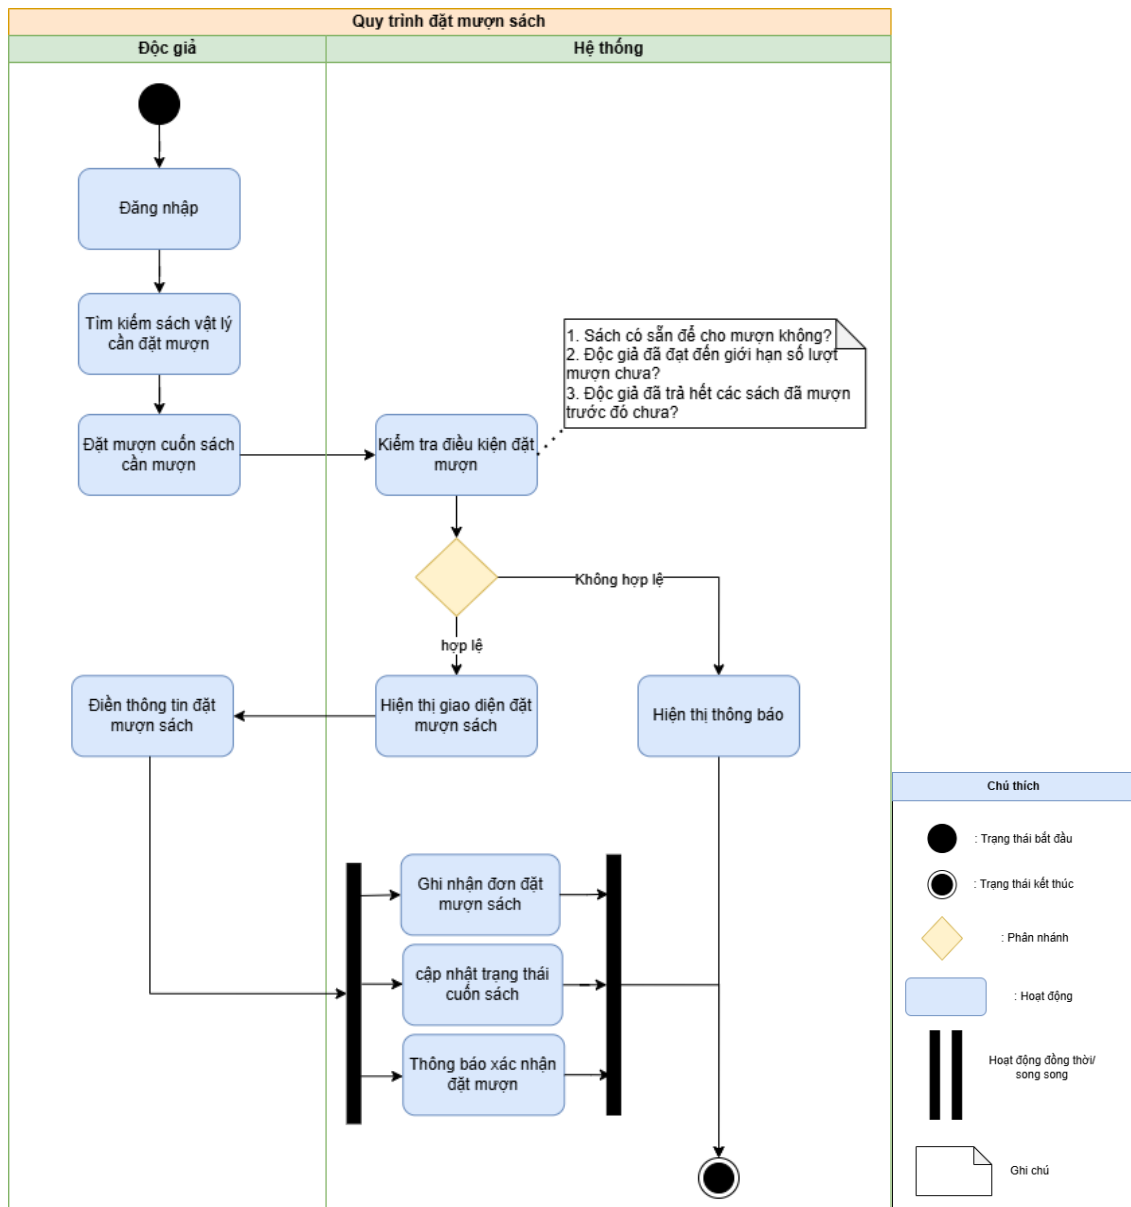 Quy trình đặt mượn sách
Độc giả
Hệ thống
Đăng nhập
Tìm kiếm sách vật lý
cần đặt mượn
1. Sách có sẵn để cho mượn không?
2. Độc giả đã đạt đến giới hạn số lượt
mượn chưa?
3. Độc giả đã trả hết các sách đã mượn
trước đó chưa?
Đặt mượn cuốn sách
cần mượn
Kiểm tra điều kiện đặt
mượn
Không hợp lệ
hợp lệ
Điền thông tin đặt
mượn sách
Hiện thị giao diện đặt
mượn sách
Hiện thị thông báo
Ghi nhận đơn đặt
mượn sách
cập nhật trạng thái
cuốn sách
Thông báo xác nhận
đặt mượn
Chú thích
: Trạng thái bắt đầu
: Trạng thái kết thúc
: Phân nhánh
: Hoạt động
Hoạt động đồng thời/
song song
Ghi chú